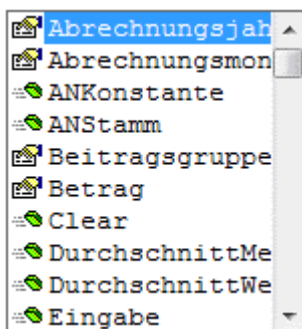 Abrechnungsjah
Abrechnungsmon
ANKonstante
ANStamm
Beitragsgruppe
Betrag
Clear
DurchschnittMe
DurchschnittWe
Eingabe